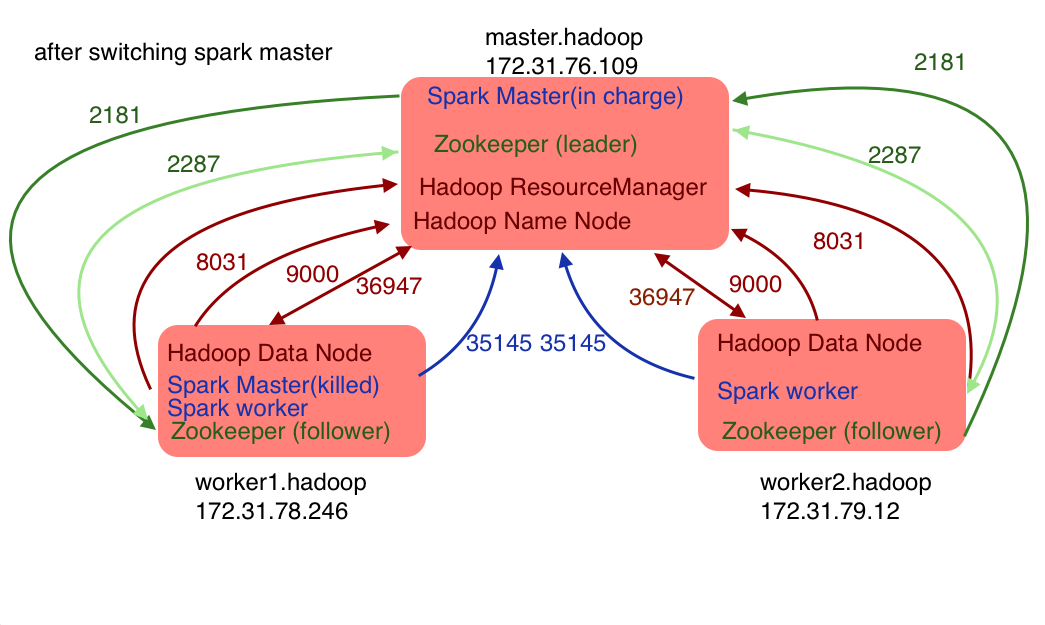 after switching spark master
master.hadoop
172.31.76.109
2181
2181
Spark Master(in charge)
Zookeeper (leader)
2287
2287
Hadoop ResourceManager
Hadoop Name Node
8031
9000
36947
36947
9000
8031
35145
35145
Hadoop Data Node
Spark Master(killed)
Spark worker
Zookeeper (follower)
Hadoop Data Node
Spark worker
Zookeeper (follower)
worker1.hadoop
172.31.78.246
worker2.hadoop
172.31.79.12